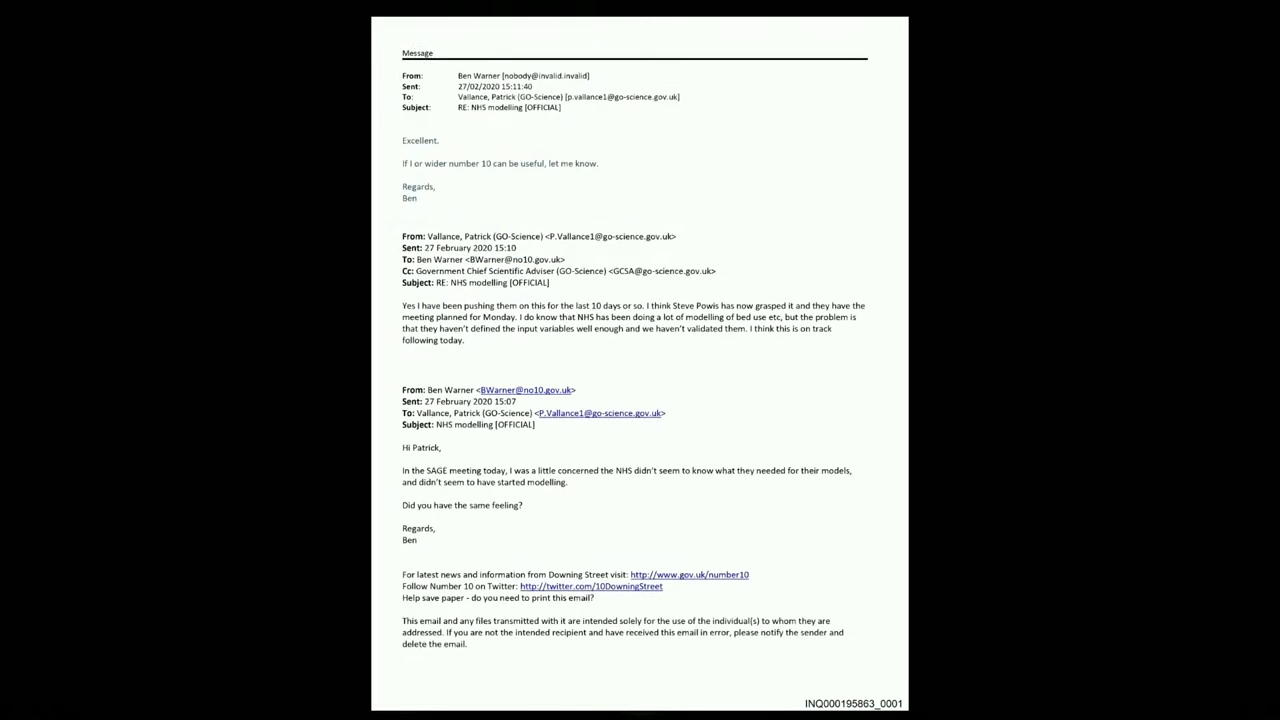 Message
From: Ben Warner [nobody@invalid.invalid]
Sent: 27/02/2020 15:11:40
To: Vallance, Patrick (GO-Science) [p.vallance1@go-science.gov.uk]
Subject: RE: NHS modelling [OFFICIAL]
Excellent.
If I or wider number 10 can be useful, let me know.
Regards,
Ben
From: Vallance, Patrick (GO-Science) <P.Vallance1@go-science.gov.uk>
Sent: 27 February 2020 15:10
To: Ben Warner <BWarner@no10.gov.uk>
Cc: Government Chief Scientific Adviser (GO-Science) <GCSA@go-science.gov.uk>
Subject: RE: NHS modelling [OFFICIAL]
Yes I have been pushing them on this for the last 10 days or so. I think Steve Powis has now grasped it and they have the
meeting planned for Monday. I do know that NHS has been doing a lot of modelling of bed use etc, but the problem is
that they haven't defined the input variables well enough and we haven't validated them. I think this is on track
following today.
From: Ben Warner <BWarner@no10.gov.uk>
Sent: 27 February 2020 15:07
To: Vallance, Patrick (GO-Science) <P.Vallance1@go-science.gov.uk>
Subject: NHS modelling [OFFICIAL]
Hi Patrick,
In the SAGE meeting today, I was a little concerned the NHS didn't seem to know what they needed for their models,
and didn't seem to have started modelling.
Did you have the same feeling?
Regards,
Ben
For latest news and information from Downing Street visit: http://www.gov.uk/number10
Follow Number 10 on Twitter: http://twitter.com/10DowningStreet
Help save paper - do you need to print this email?
This email and any files transmitted with it are intended solely for the use of the individual(s) to whom they are
addressed. If you are not the intended recipient and have received this email in error, please notify the sender and
delete the email.
INQ000195863_0001